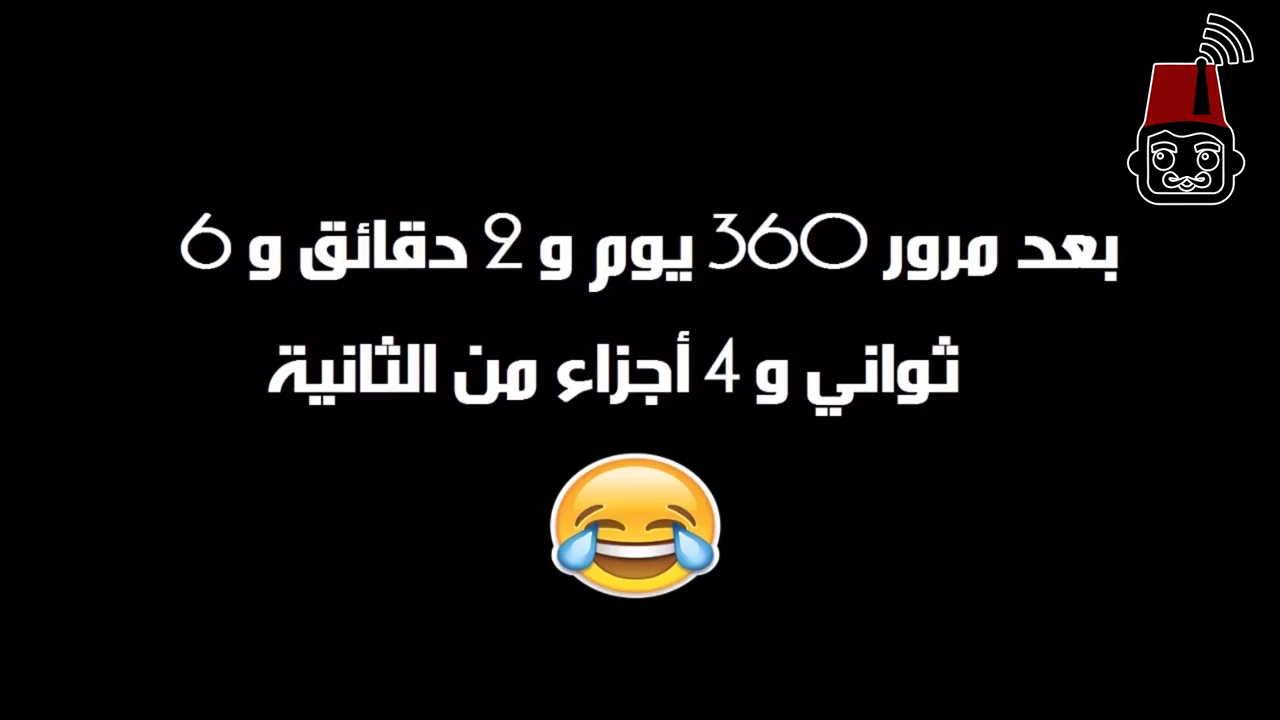 بعد مرور 360 يوم و 2 دقائق و 6
ثواني و 4 أجزاء من الثانية